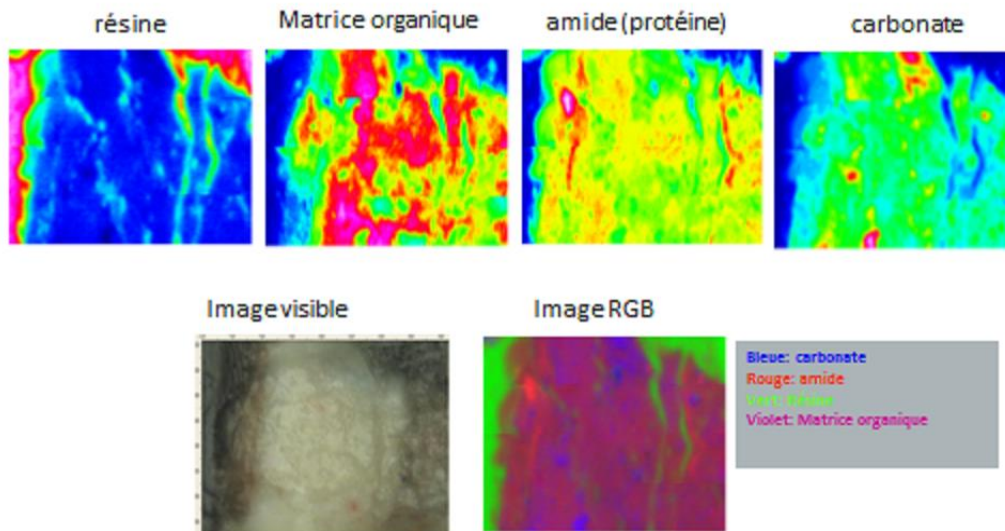 résine
Matrice organique
amide (protéine)
carbonate
Image visible
Image RGB
Bleue: carbonate
Rouge: amide
Vert: Résine
Violet: Matrice organique